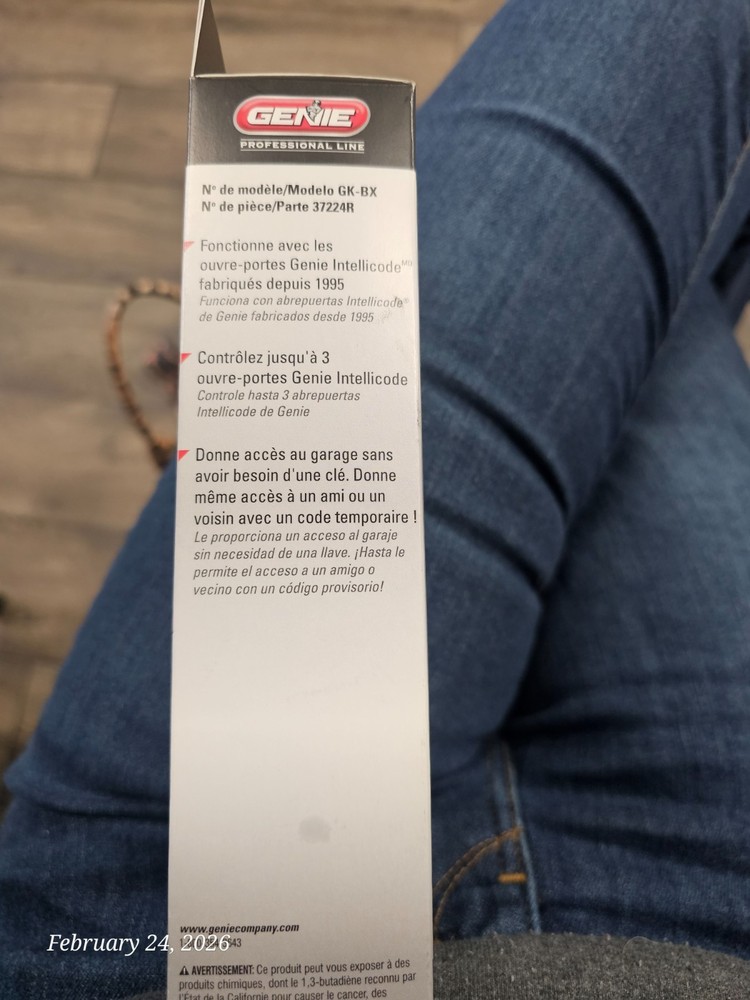 GENIE
PROFESSIONAL LINE
Nº de modèle/Modelo GK-BX
Nº de pièce/Parte 37224R
Fonctionne avec les
ouvre-portes Genie Intellicode MD
fabriqués depuis 1995
Funciona con abrepuertas Intellicode®
de Genie fabricados desde 1995
Contrôlez jusqu'à 3
ouvre-portes Genie Intellicode
Controle hasta 3 abrepuertas
Intellicode de Genie
Donne accès au garage sans
avoir besoin d'une clé. Donne
même accès à un ami ou un
voisin avec un code temporaire !
Le proporciona un acceso al garaje
sin necesidad de una llave. ¡Hasta le
permite el acceso a un amigo o
vecino con un código provisorio!
www.geniecompany.com
February 24, 2026
⚠ AVERTISSEMENT: Ce produit peut vous exposer à des
produits chimiques, dont le 1,3-butadiène reconnu par
l'État de la Californie pour causer le cancer, des